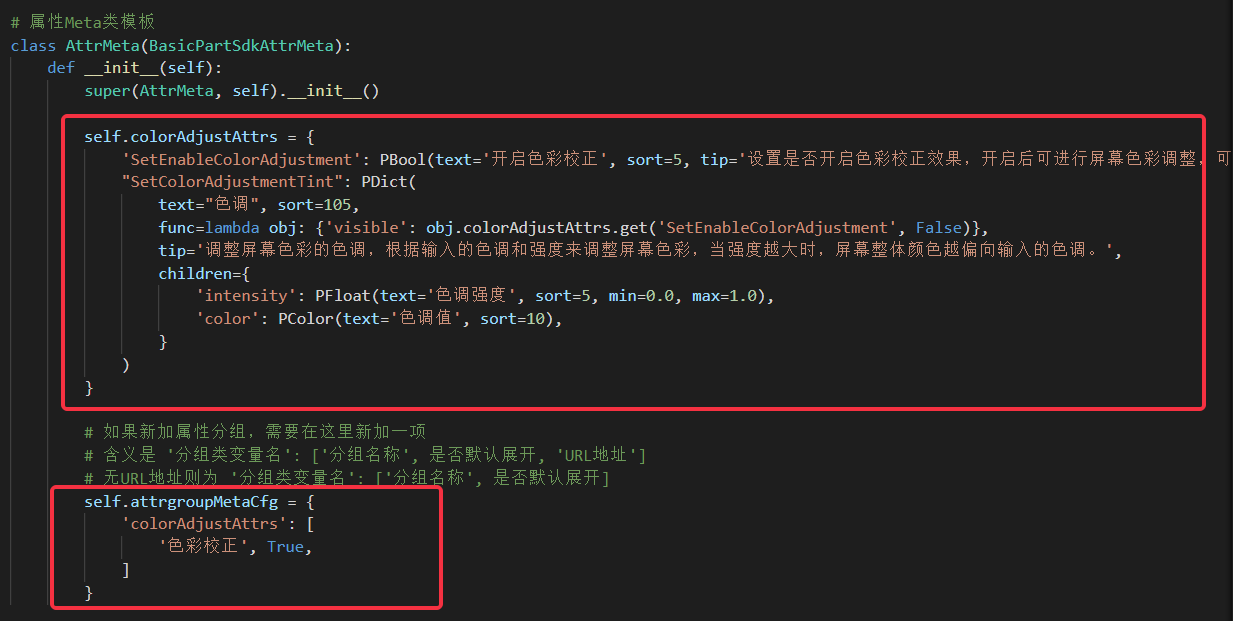 # 属性Meta类模板
class AttrMeta(BasicPartSdkAttrMeta):
    def __init__(self):
        super(AttrMeta, self).__init__()
        self.colorAdjustAttrs = {
            'SetEnableColorAdjustment': PBool(text='开启色彩校正', sort=5, tip='设置是否开启色彩校正效果，开启后可进行屏幕色彩调整，可
            "SetColorAdjustmentTint": PDict(
                text="色调", sort=105,
                func=lambda obj: {'visible': obj.colorAdjustAttrs.get('SetEnableColorAdjustment', False)},
                tip='调整屏幕色彩的色调，根据输入的色调和强度来调整屏幕色彩，当强度越大时，屏幕整体颜色越偏向输入的色调。',
                children={
                    'intensity': PFloat(text='色调强度', sort=5, min=0.0, max=1.0),
                    'color': PColor(text='色调值', sort=10),
                }
            )
        }
        # 如果新加属性分组，需要在这里新加一项
        # 含义是 '分组类变量名': ['分组名称', 是否默认展开, 'URL地址']
        # 无URL地址则为 '分组类变量名': ['分组名称', 是否默认展开]
        self.attrgroupMetaCfg = {
            'colorAdjustAttrs': [
                '色彩校正', True,
            ]
        }